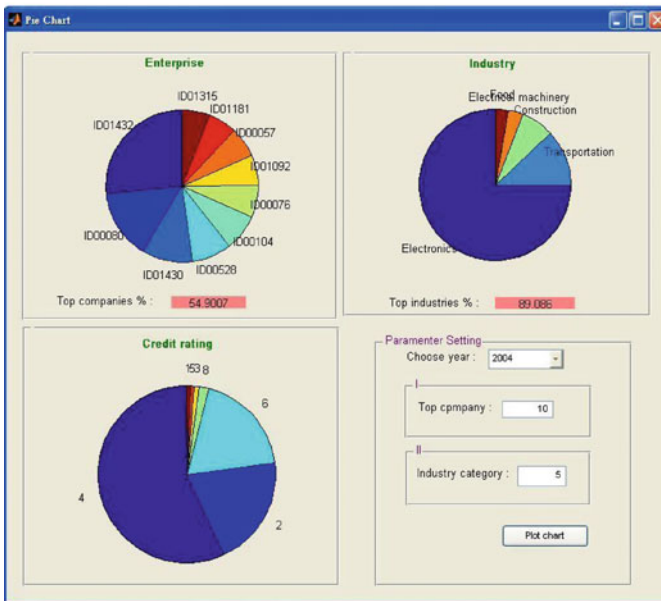 Pie Chart
Enterprise
ID01315
ID01181
ID00057
ID01092
ID00076
ID00104
ID00528
ID01430
ID00080
ID01432
Top companies % :
54.9007
Industry
Food
Electrical machinery
Construction
Transportation
Electronics
Top industries % :
89.086
Credit rating
153 8
6
2
4
Paramenter Setting
Choose year :
2004
I
Top cpmpany :
10
II
Industry category :
5
Plot chart